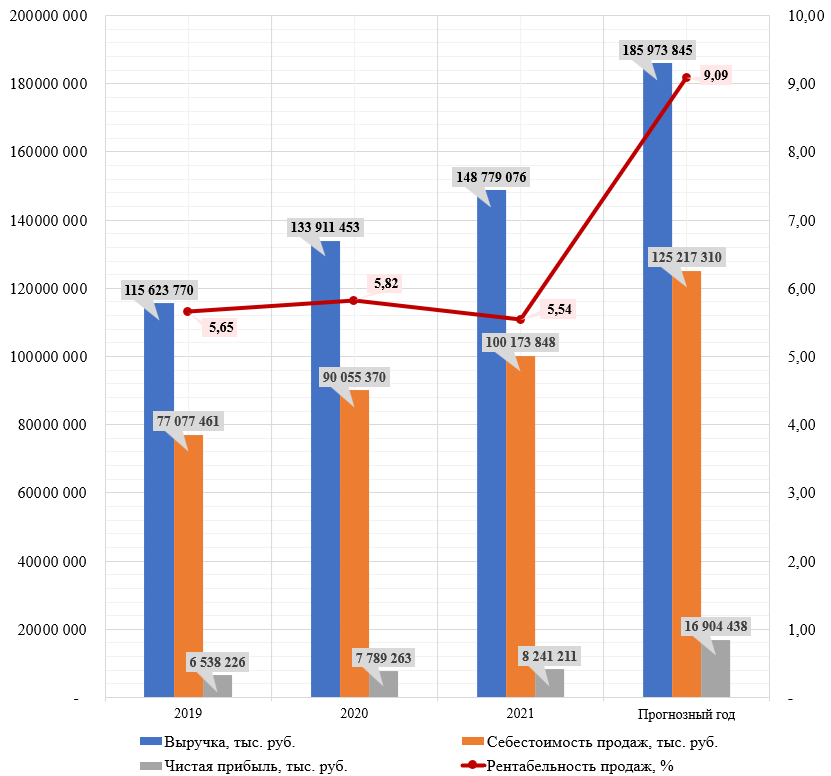 200000 000
180000 000
160000 000
140000 000
120000 000
100000 000
80000 000
60000 000
40000 000
20000 000
-
10,00
9,00
8,00
7,00
6,00
5,00
4,00
3,00
2,00
1,00
-
115 623 770
77 077 461
6 538 226
5,65
133 911 453
90 055 370
7 789 263
5,82
148 779 076
100 173 848
8 241 211
5,54
185 973 845
125 217 310
16 904 438
9,09
2019
2020
2021
Прогнозный год
Выручка, тыс. руб.
Себестоимость продаж, тыс. руб.
Чистая прибыль, тыс. руб.
Рентабельность продаж, %